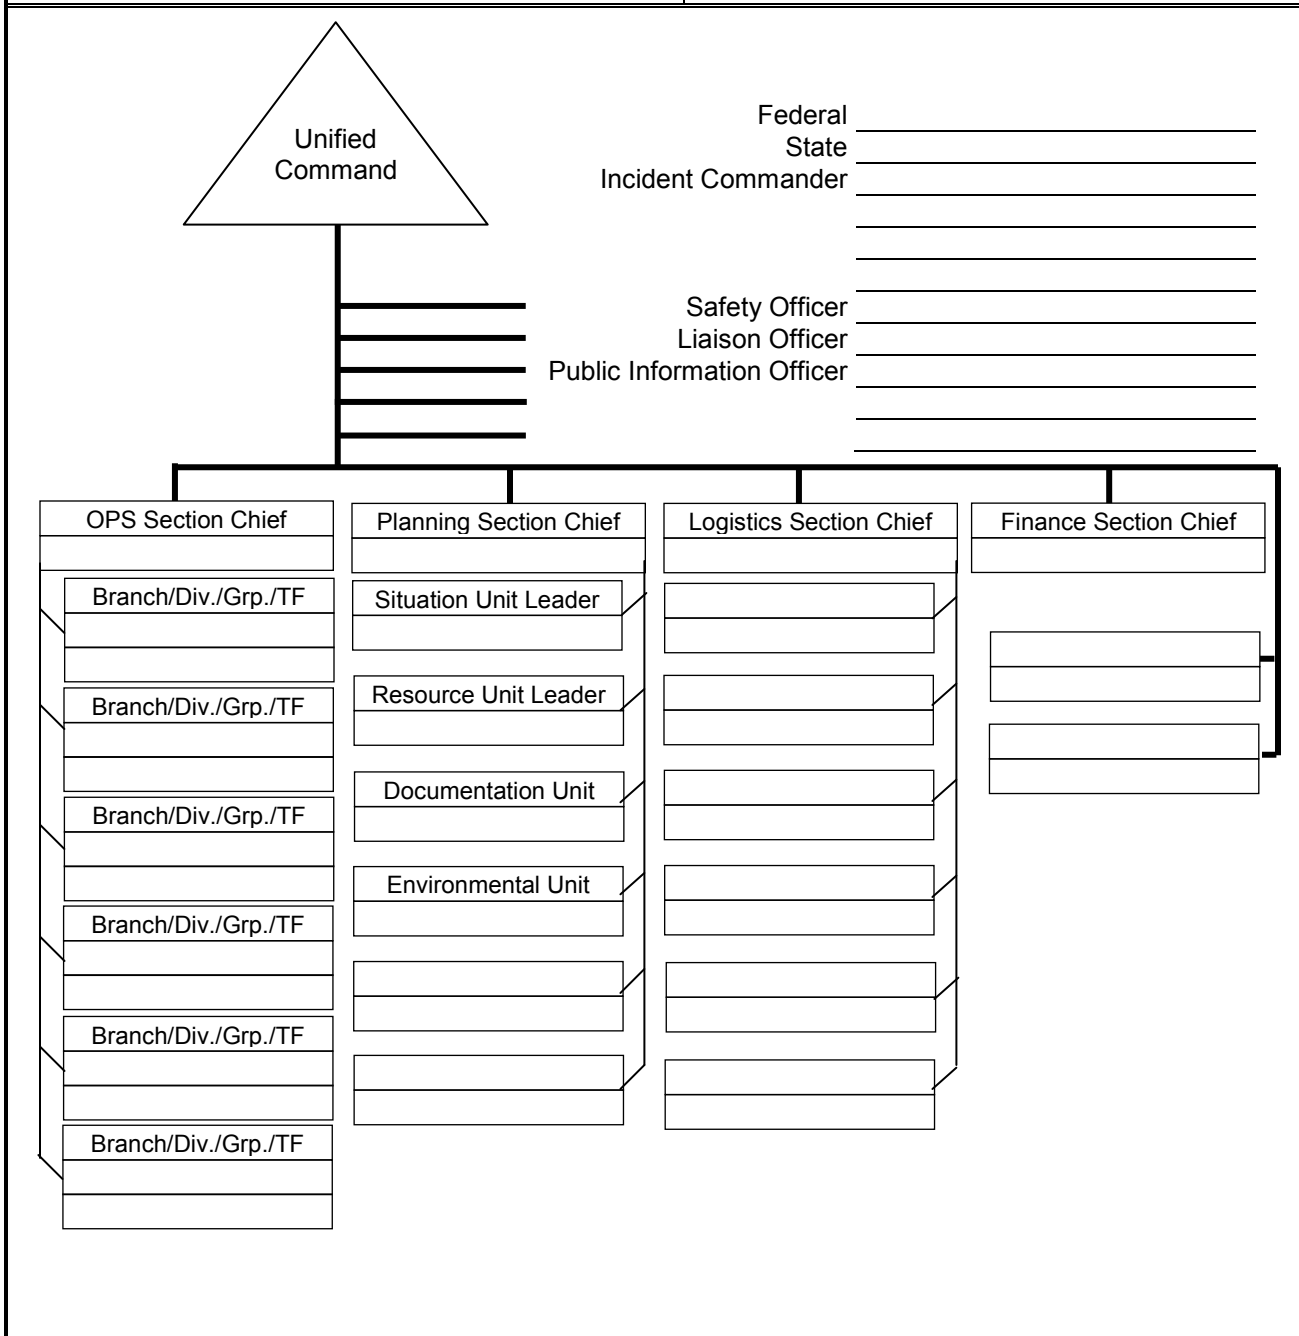 Unified
Command
Federal
State
Incident Commander
Safety Officer
Liaison Officer
Public Information Officer
OPS Section Chief
Planning Section Chief
Logistics Section Chief
Finance Section Chief
Branch/Div./Grp./TF
Situation Unit Leader
Resource Unit Leader
Branch/Div./Grp./TF
Documentation Unit
Branch/Div./Grp./TF
Environmental Unit
Branch/Div./Grp./TF
Branch/Div./Grp./TF
Branch/Div./Grp./TF